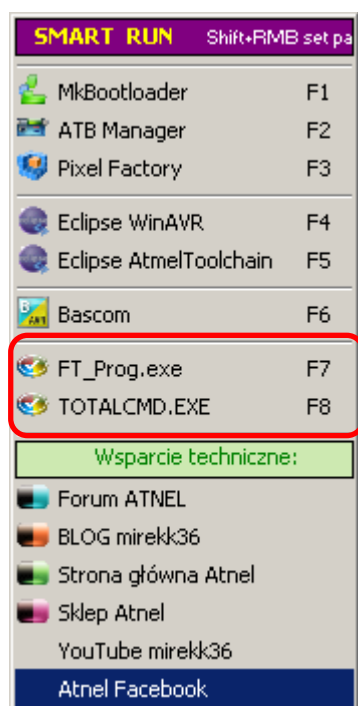 SMART RUN Shift+RMB set pa
MkBootloader F1
ATB Manager F2
Pixel Factory F3
Eclipse WinAVR F4
Eclipse AtmelToolchain F5
Bascom F6
FT_Prog.exe F7
TOTALCMD.EXE F8
Wsparcie techniczne:
Forum ATNEL
BLOG mirekk36
Strona główna Atnel
Sklep Atnel
YouTube mirekk36
Atnel Facebook